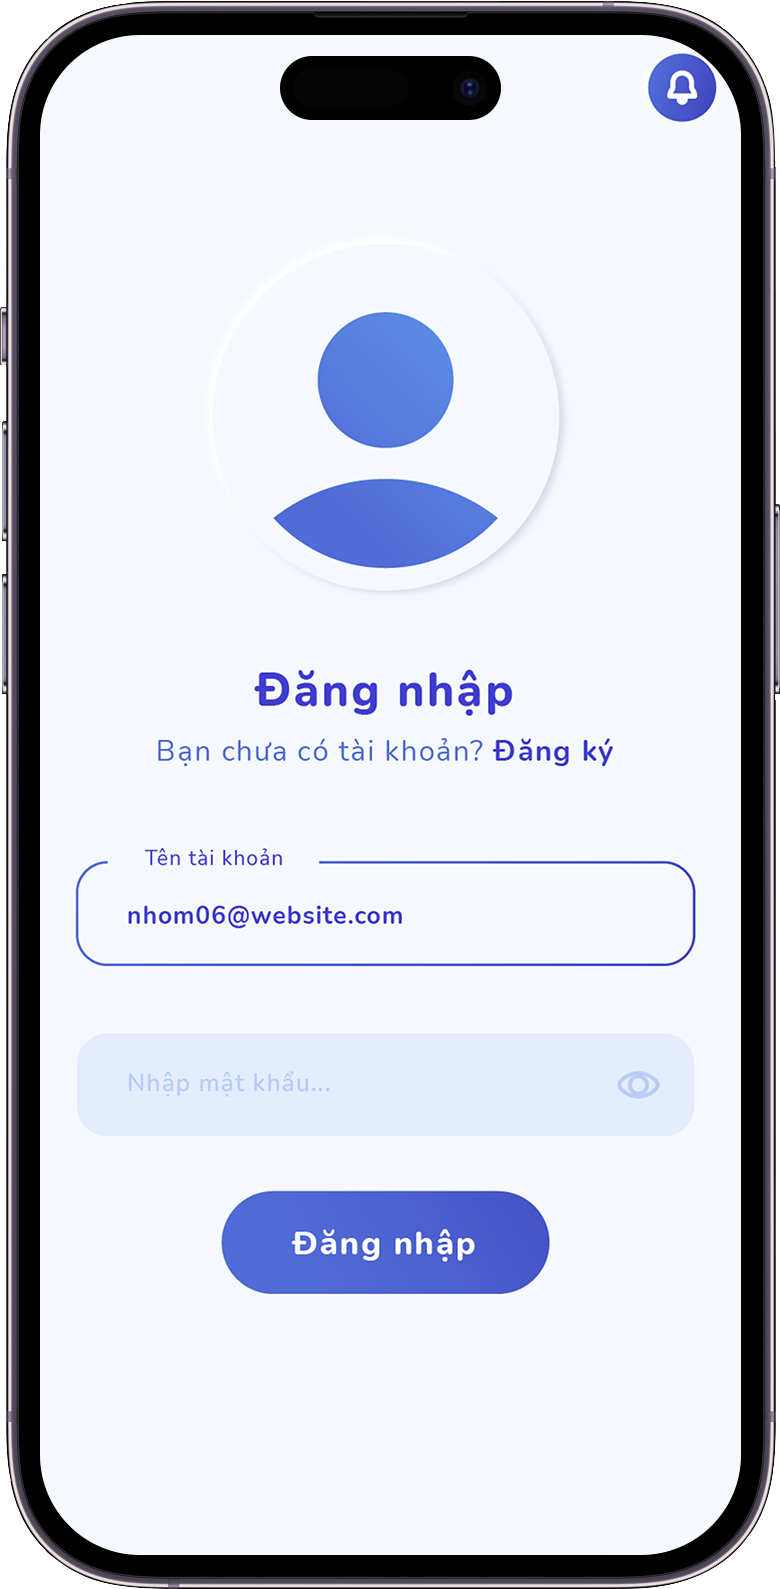 Đăng nhập
Bạn chưa có tài khoản? Đăng ký
Tên tài khoản
nhom06@website.com
Nhập mật khẩu...
Đăng nhập